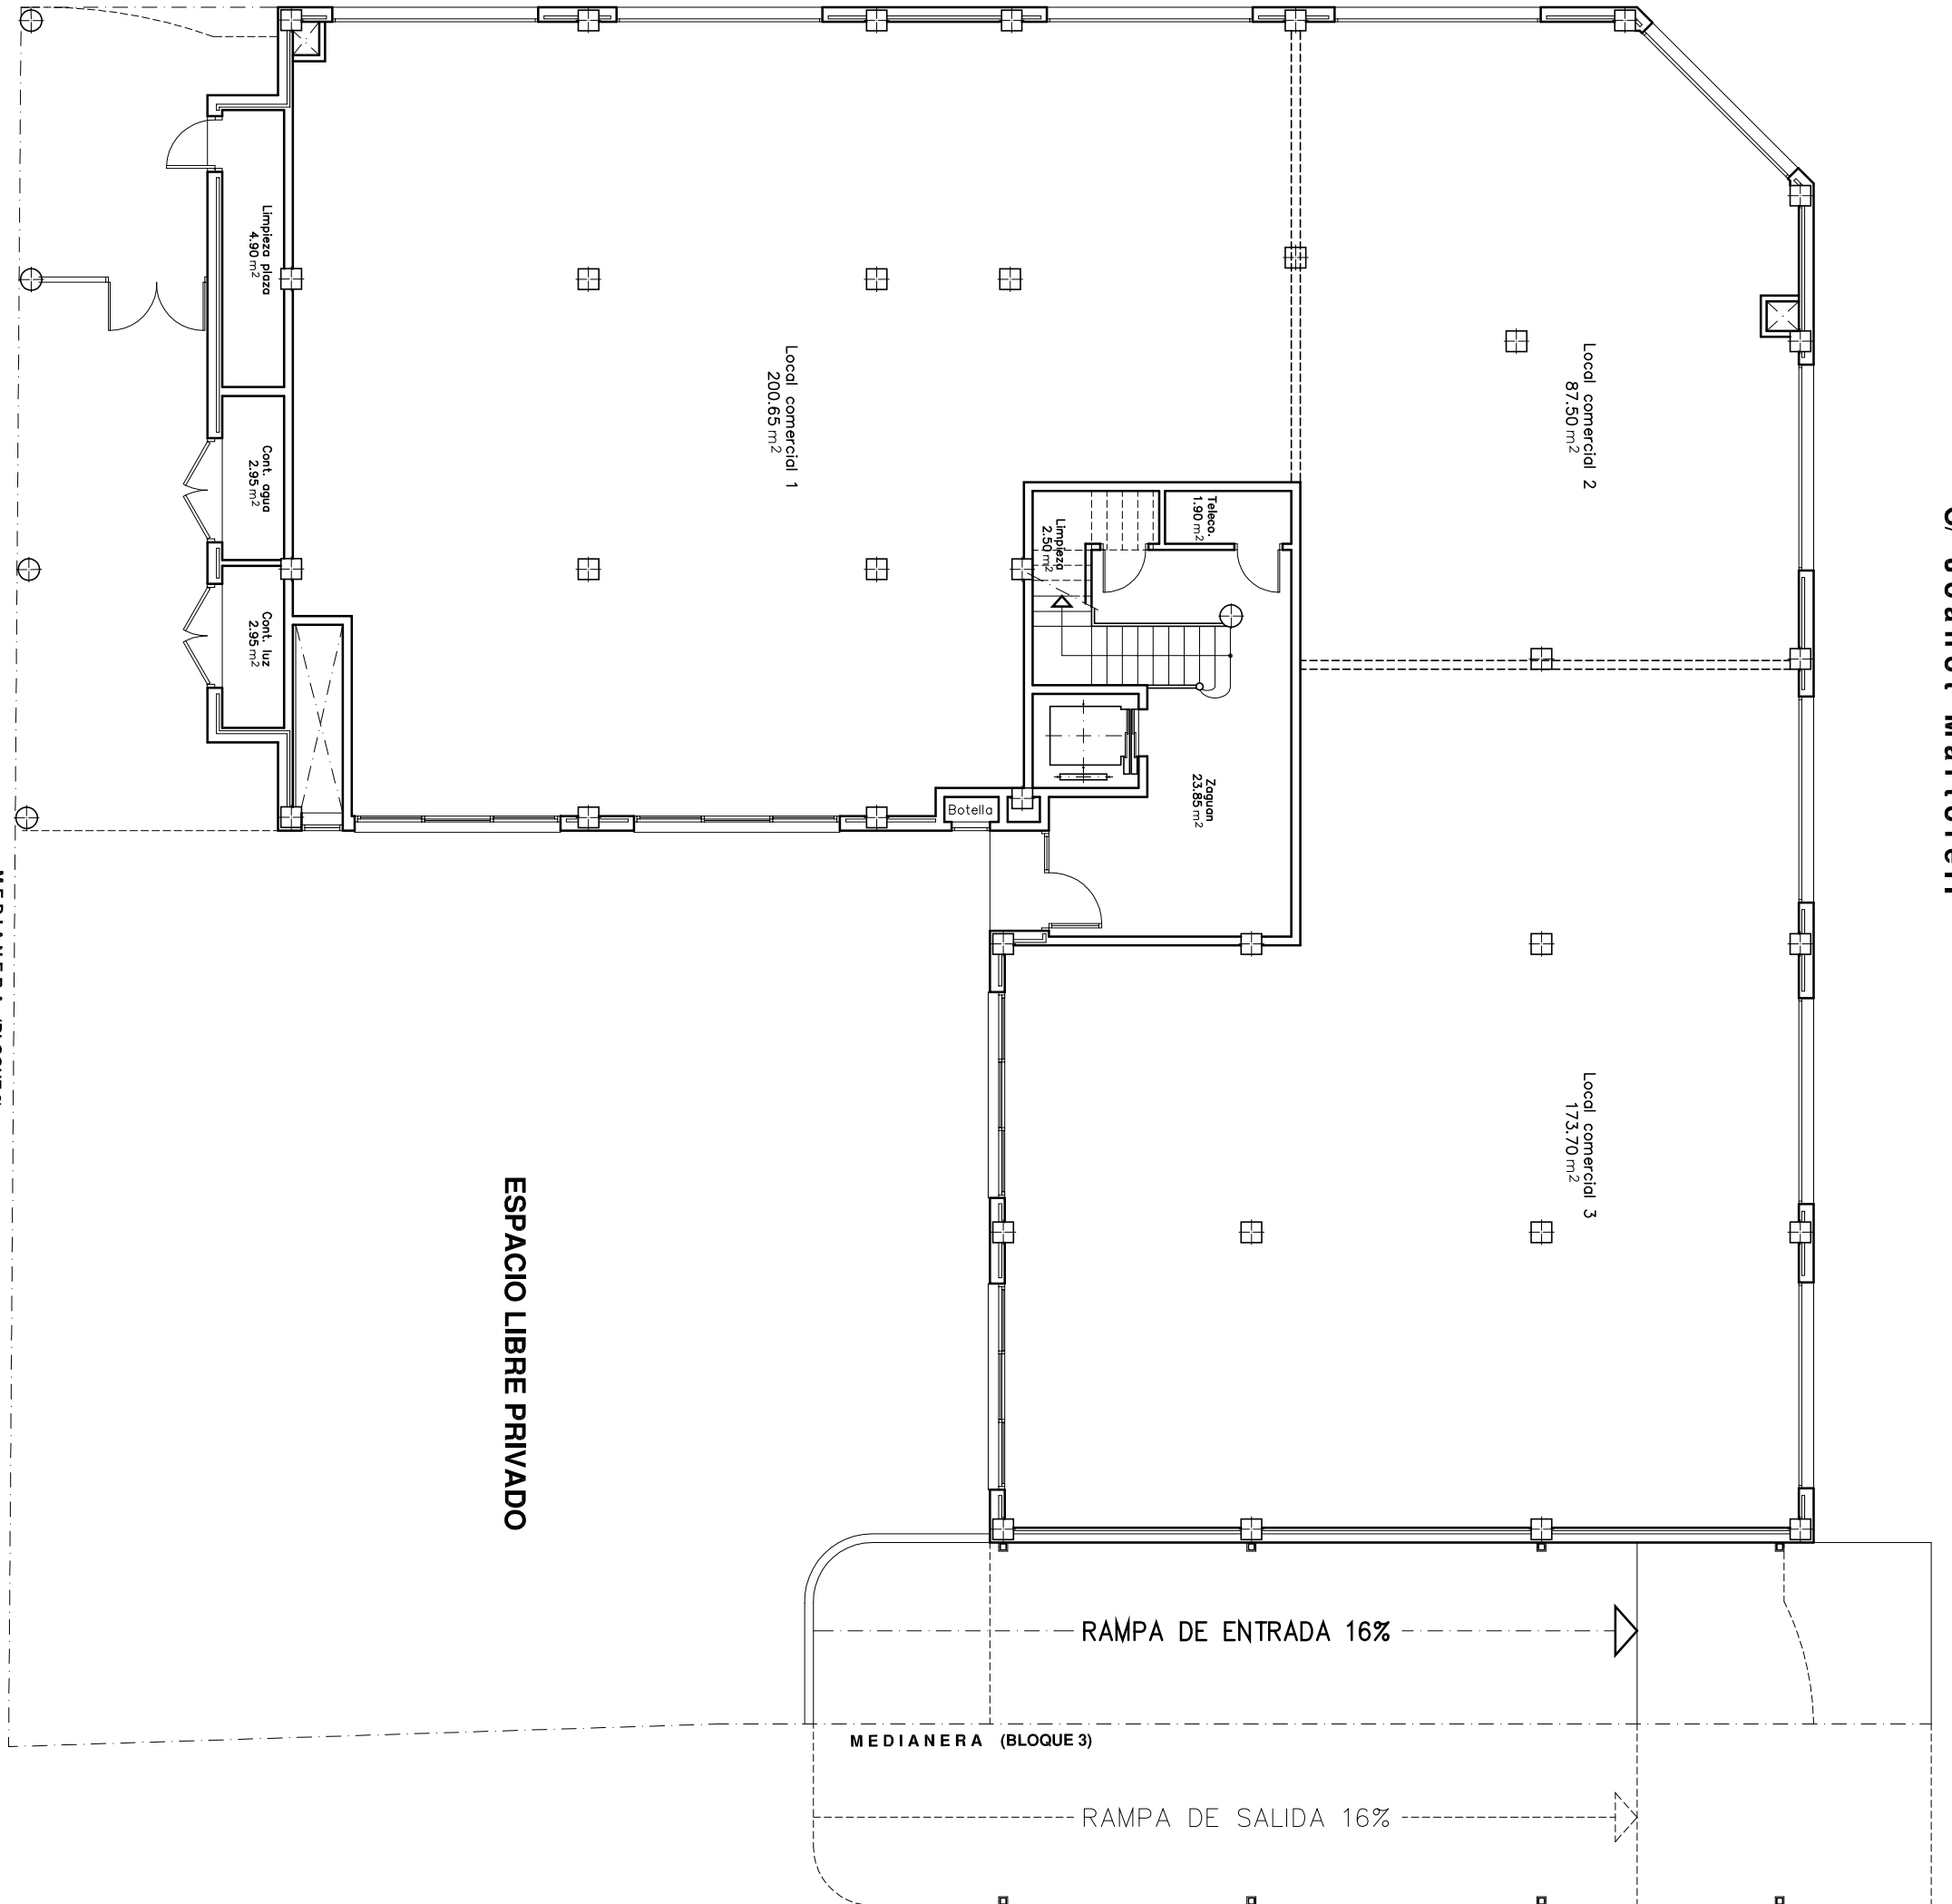 Limpieza plaza
4.90 m2
Cont. agua
2.95 m2
Cont. luz
2.95 m2
Local comercial 1
200.65 m2
Local comercial 2
87.50 m2
Teleco.
1.90 m2
Limpieza
2.50 m2
Zaguan
23.85 m2
Botella
Local comercial 3
173.70 m2
ESPACIO LIBRE PRIVADO
RAMPA DE ENTRADA 16%
MEDIANERA (BLOQUE 3)
RAMPA DE SALIDA 16%